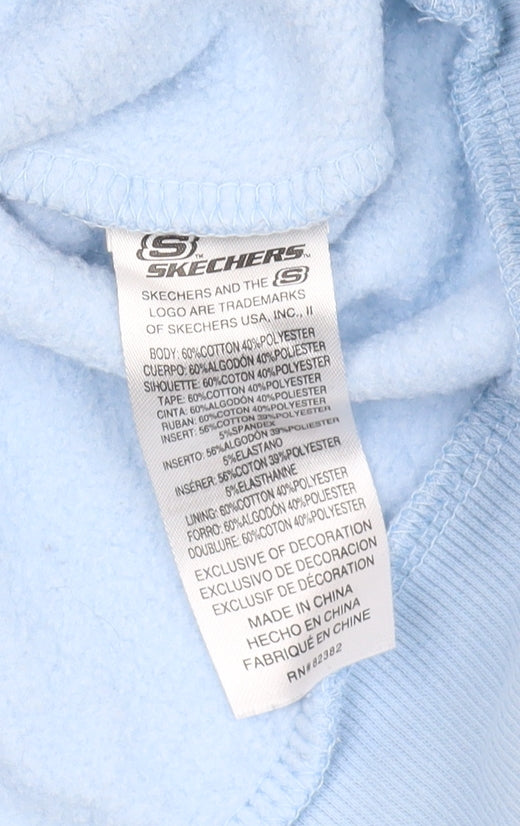 S™
SKECHERS™
SKECHERS AND THE S
LOGO ARE TRADEMARKS
OF SKECHERS USA, INC., II
BODY: 60%COTTON 40%POLYESTER
CUERPO: 60%ALGODÓN 40%POLIESTER
SILHOUETTE: 60%COTON 40%POLYESTER
TAPE: 60%COTTON 40%POLYESTER
CINTA: 60%ALGODÓN 40%POLIESTER
RUBAN: 60%COTON 40%POLYESTER
INSERT: 56%COTTON 39%POLYESTER
5%SPANDEX
INSERTO: 56%ALGODÓN 39%POLIESTER
5%ELASTANO
INSÉRER: 56%COTON 39%POLYESTER
5%ELASTHANNE
LINING: 60%COTTON 40%POLYESTER
FORRO: 60%ALGODÓN 40%POLIESTER
DOUBLURE: 60%COTON 40%POLYESTER
EXCLUSIVE OF DECORATION
EXCLUSIVO DE DECORACION
EXCLUSIF DE DÉCORATION
MADE IN CHINA
HECHO EN CHINA
FABRIQUÉ EN CHINE
RN# 82382